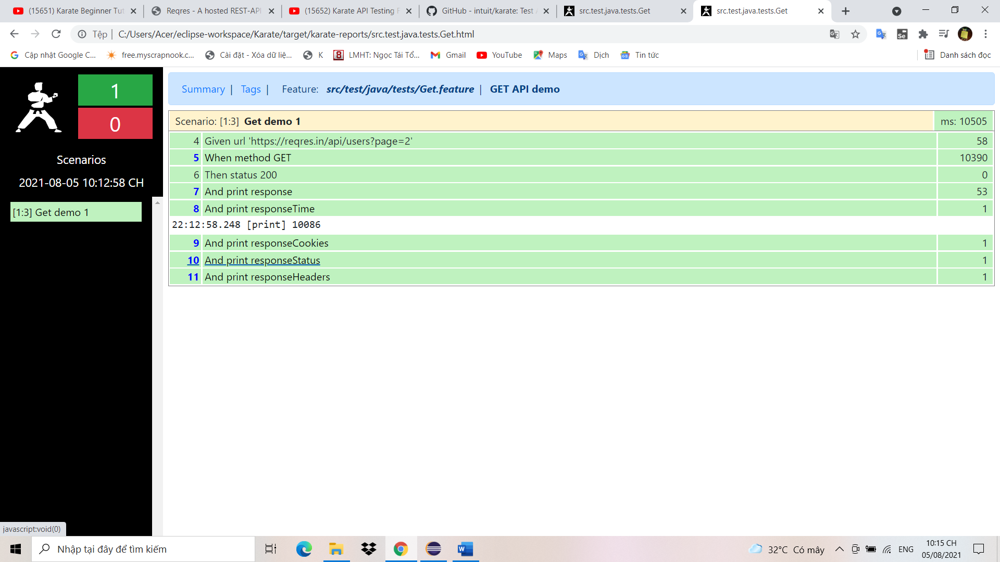 (15651) Karate Beginner Tut
Reqres - A hosted REST-API
(15652) Karate API Testing F
GitHub - intuit/karate: Test A
src.test.java.tests.Get
src.test.java.tests.Get
Tệp | C:/Users/Acer/eclipse-workspace/Karate/target/karate-reports/src.test.java.tests.Get.html
Cập nhật Google C...
free.myscrapnook.c...
Cài đặt - Xóa dữ liệ...
K
LMHT: Ngọc Tái Tổ...
Gmail
YouTube
Maps
Dịch
Tin tức
Danh sách đọc
1
0
Scenarios
2021-08-05 10:12:58 CH
[1:3] Get demo 1
Summary | Tags | Feature: src/test/java/tests/Get.feature | GET API demo
Scenario: [1:3] Get demo 1 ms: 10505
4 Given url 'https://reqres.in/api/users?page=2' 58
5 When method GET 10390
6 Then status 200 0
7 And print response 53
8 And print responseTime 1
22:12:58.248 [print] 10086
9 And print responseCookies 1
10 And print responseStatus 1
11 And print responseHeaders 1
javascript:void(0)
Nhập tại đây để tìm kiếm
32°C Có mây
ENG
10:15 CH
05/08/2021